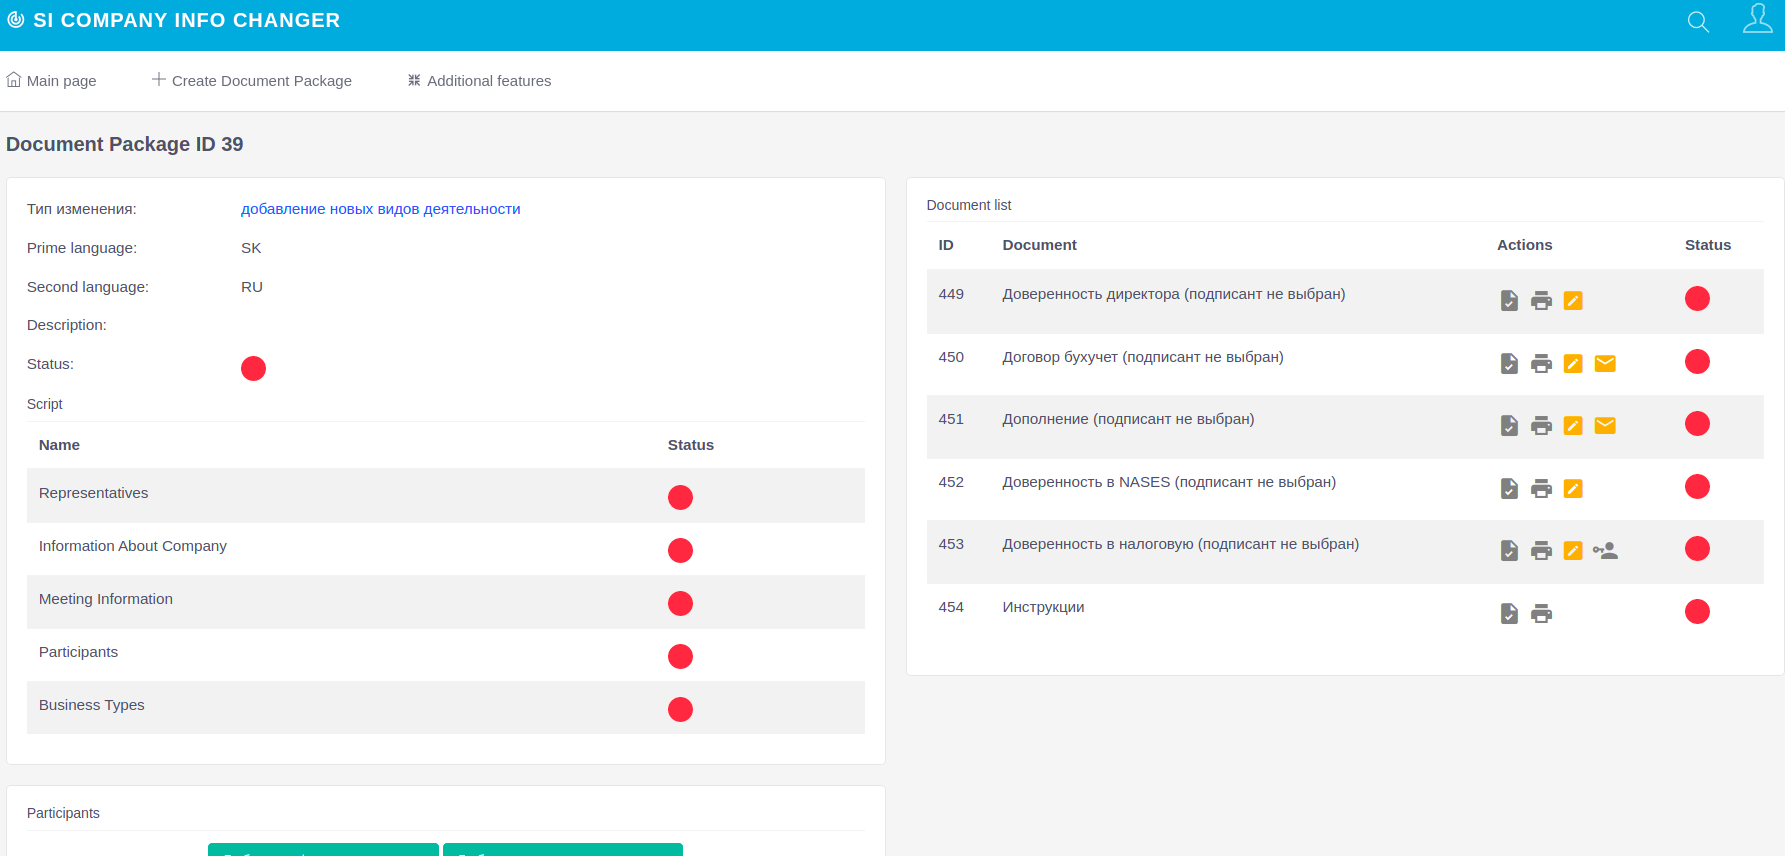 SI COMPANY INFO CHANGER
Main page
Create Document Package
Additional features
Document Package ID 39
Тип изменения: добавление новых видов деятельности
Prime language: SK
Second language: RU
Description:
Status:
Script
Name Status
Representatives
Information About Company
Meeting Information
Participants
Business Types
Participants
Document list
ID Document Actions Status
449 Доверенность директора (подписант не выбран)
450 Договор бухучет (подписант не выбран)
451 Дополнение (подписант не выбран)
452 Доверенность в NASES (подписант не выбран)
453 Доверенность в налоговую (подписант не выбран)
454 Инструкции